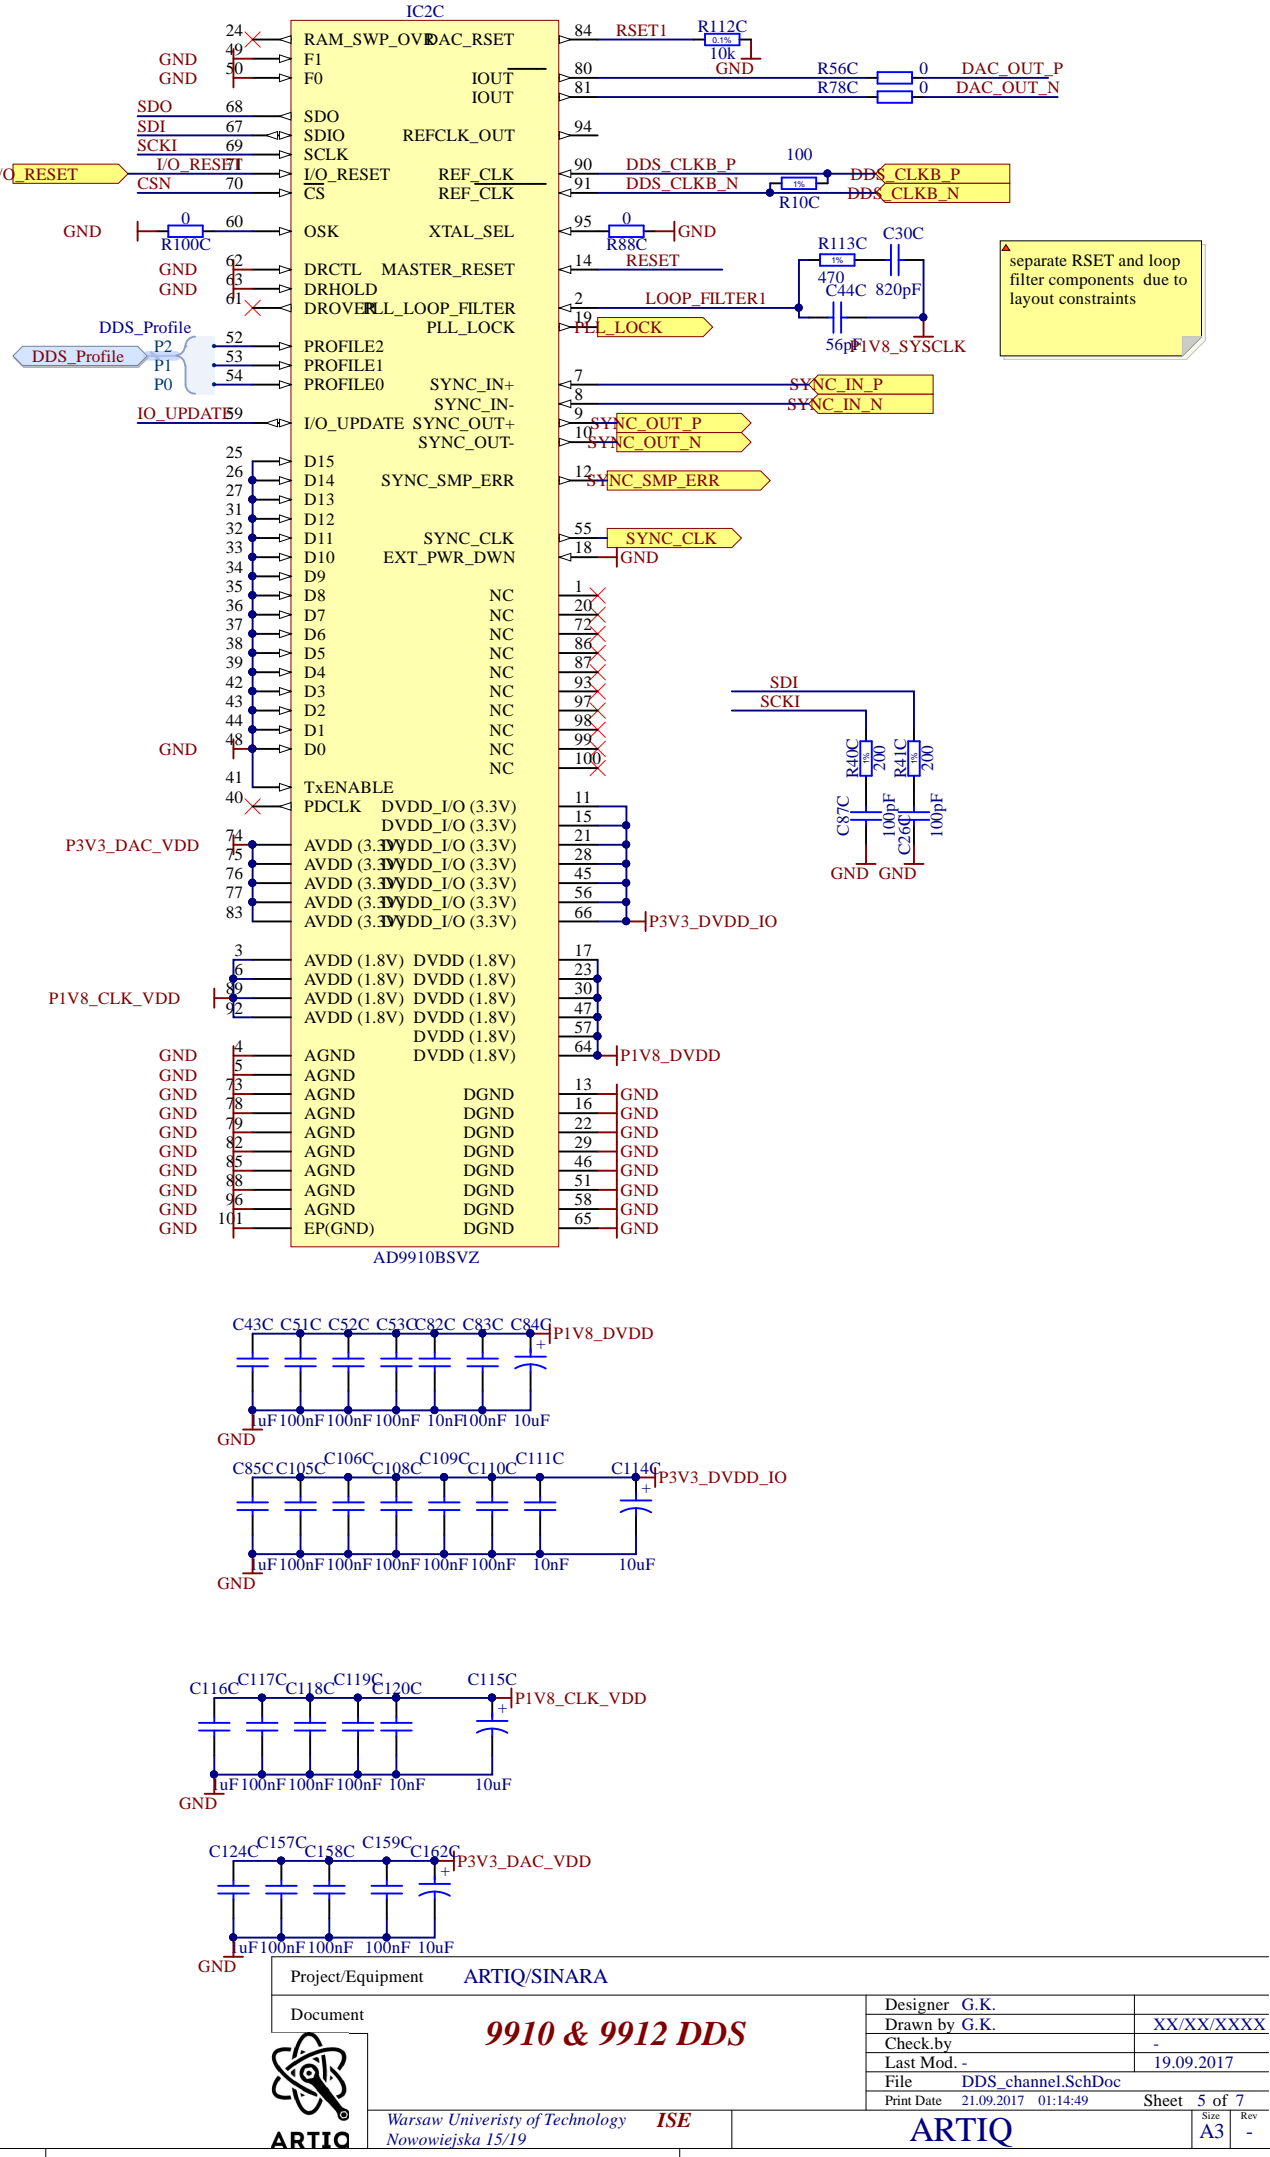 IC2C
24 RAM_SWP_OVR DAC_RSET 84 RSET1 R112C
0.1%
10k
GND
GND 49 F1
GND 50 F0 IOUT 80 R56C 0 DAC_OUT_P
IOUT 81 R78C 0 DAC_OUT_N
SDO 68 SDO
SDI 67 SDIO REFCLK_OUT 94
SCKI 69 SCLK
I/O_RESET I/O_RESET 71 I/O_RESET REF_CLK 90 DDS_CLKB_P 100 DDS_CLKB_P
CSN 70 CS REF_CLK 91 DDS_CLKB_N 1% R10C DDS_CLKB_N
GND 0 R100C 60 OSK XTAL_SEL 95 0 R88C GND
GND 62 DRCTL MASTER_RESET 14 RESET
GND 63 DRHOLD
61 DROVER PLL_LOOP_FILTER 2 LOOP_FILTER1
R113C 1% 470 C30C 820pF
C44C 56pF P1V8_SYSCLK
separate RSET and loop
filter components due to
layout constraints
PLL_LOCK 19 PLL_LOCK
DDS_Profile
DDS_Profile P2 52 PROFILE2
P1 53 PROFILE1
P0 54 PROFILE0 SYNC_IN+ 7 SYNC_IN_P
SYNC_IN- 8 SYNC_IN_N
IO_UPDATE 59 I/O_UPDATE SYNC_OUT+ 9 SYNC_OUT_P
SYNC_OUT- 10 SYNC_OUT_N
25 D15
26 D14 SYNC_SMP_ERR 12 SYNC_SMP_ERR
27 D13
31 D12
32 D11 SYNC_CLK 55 SYNC_CLK
33 D10 EXT_PWR_DWN 18 GND
34 D9
35 D8 NC 1
36 D7 NC 20
37 D6 NC 72
38 D5 NC 86
39 D4 NC 87
42 D3 NC 93
43 D2 NC 97
44 D1 NC 98
GND 48 D0 NC 99
NC 100
SDI
SCKI
R40C 1% 200 R41C 1% 200
C87C 100pF C26C 100pF
GND GND
41 TxENABLE
40 PDCLK DVDD_I/O (3.3V) 11
DVDD_I/O (3.3V) 15
P3V3_DAC_VDD 74 AVDD (3.3V) DVDD_I/O (3.3V) 21
75 AVDD (3.3V) DVDD_I/O (3.3V) 28
76 AVDD (3.3V) DVDD_I/O (3.3V) 45
77 AVDD (3.3V) DVDD_I/O (3.3V) 56
83 AVDD (3.3V) DVDD_I/O (3.3V) 66 P3V3_DVDD_IO
3 AVDD (1.8V) DVDD (1.8V) 17
6 AVDD (1.8V) DVDD (1.8V) 23
P1V8_CLK_VDD 89 AVDD (1.8V) DVDD (1.8V) 30
92 AVDD (1.8V) DVDD (1.8V) 47
DVDD (1.8V) 57
GND 4 AGND DVDD (1.8V) 64 P1V8_DVDD
GND 5 AGND
GND 73 AGND DGND 13 GND
GND 78 AGND DGND 16 GND
GND 79 AGND DGND 22 GND
GND 82 AGND DGND 29 GND
GND 85 AGND DGND 46 GND
GND 88 AGND DGND 51 GND
GND 96 AGND DGND 58 GND
GND 101 EP(GND) DGND 65 GND
AD9910BSVZ
C43C C51C C52C C53C C82C C83C C84C P1V8_DVDD
+
1uF 100nF 100nF 100nF 10nF 100nF 10uF
GND
C85C C105C C106C C108C C109C C110C C111C C114C P3V3_DVDD_IO
+
1uF 100nF 100nF 100nF 100nF 100nF 10nF 10uF
GND
C116C C117C C118C C119C C120C C115C P1V8_CLK_VDD
+
1uF 100nF 100nF 100nF 10nF 10uF
GND
C124C C157C C158C C159C C162C P3V3_DAC_VDD
+
1uF 100nF 100nF 100nF 10uF
GND
Project/Equipment ARTIQ/SINARA
Document
9910 & 9912 DDS
Designer G.K.
Drawn by G.K. XX/XX/XXXX
Check.by -
Last Mod. - 19.09.2017
File DDS_channel.SchDoc
Print Date 21.09.2017 01:14:49 Sheet 5 of 7
ARTIQ
Warsaw Univeristy of Technology ISE
Nowowiejska 15/19
ARTIQ
Size
A3
Rev
-